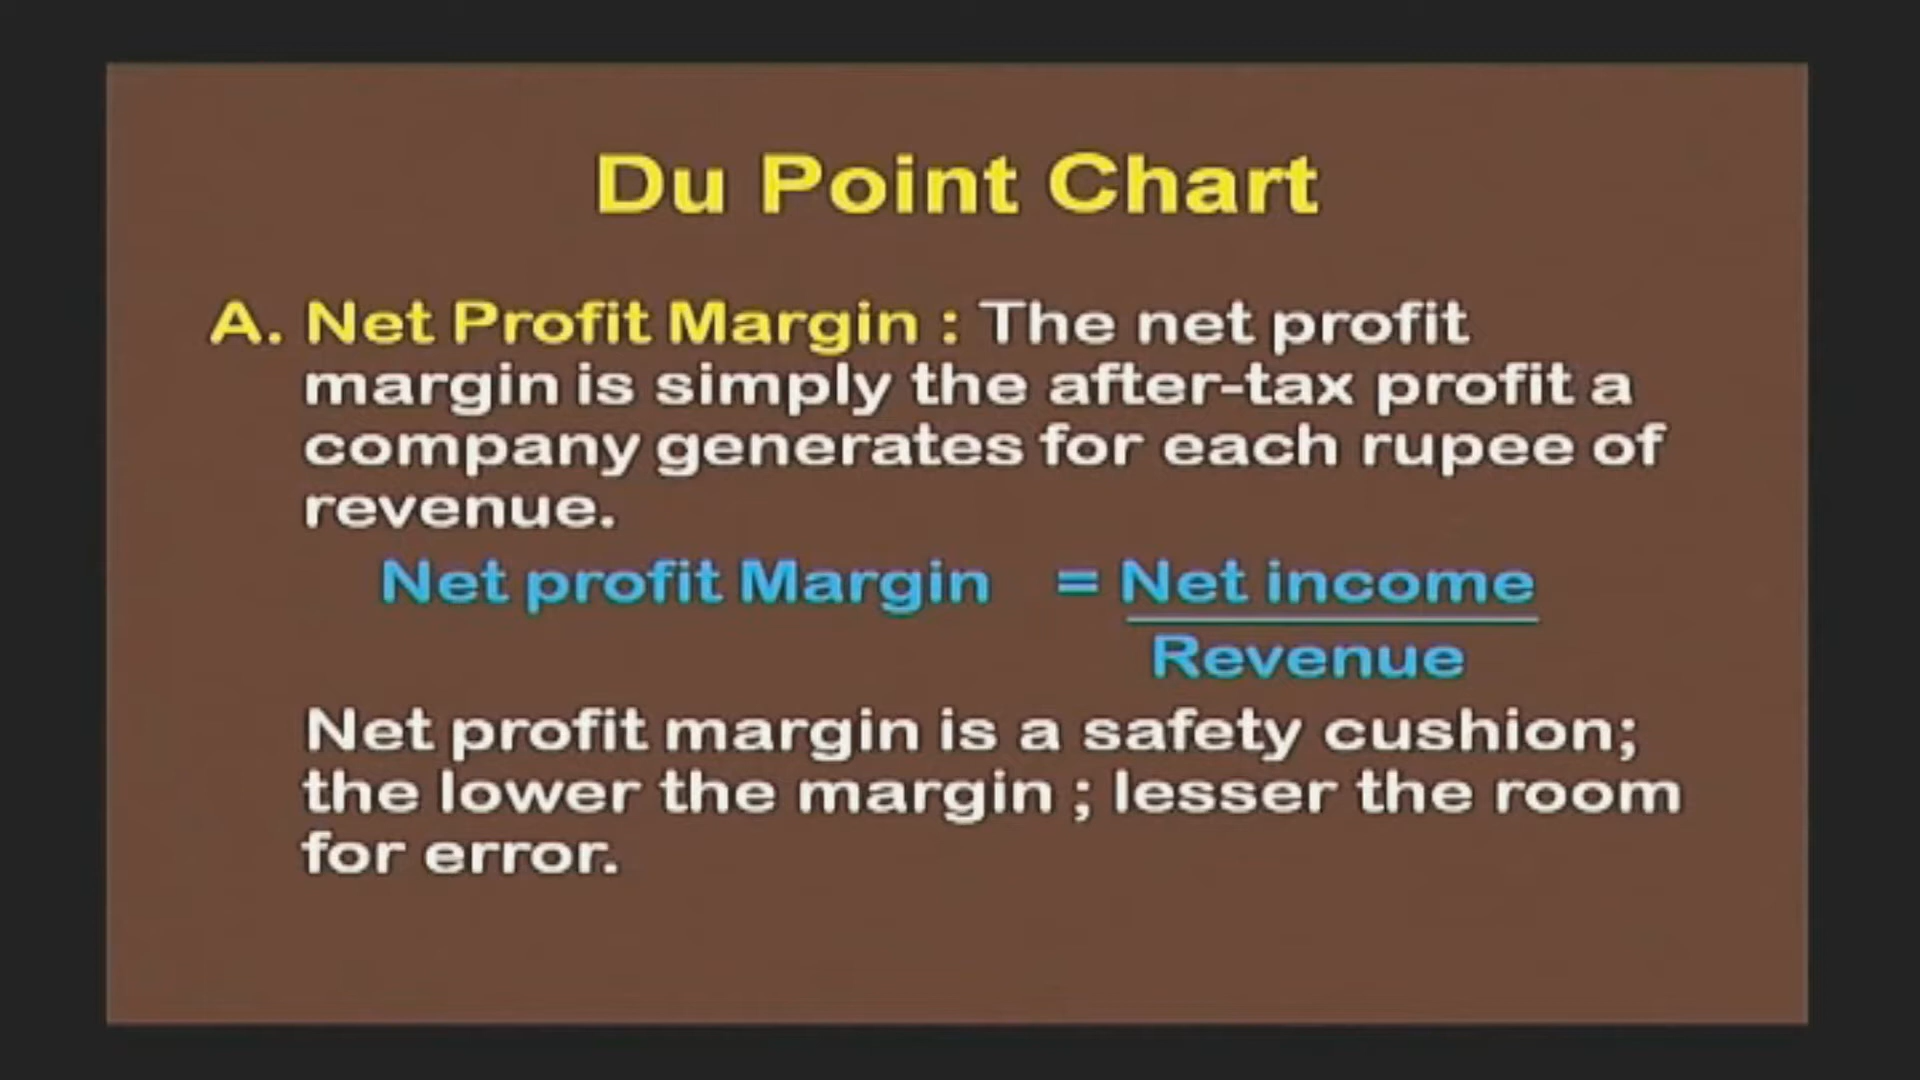 Du Point Chart
A. Net Profit Margin : The net profit
margin is simply the after-tax profit a
company generates for each rupee of
revenue.
Net profit Margin = Net income
Revenue
Net profit margin is a safety cushion;
the lower the margin ; lesser the room
for error.